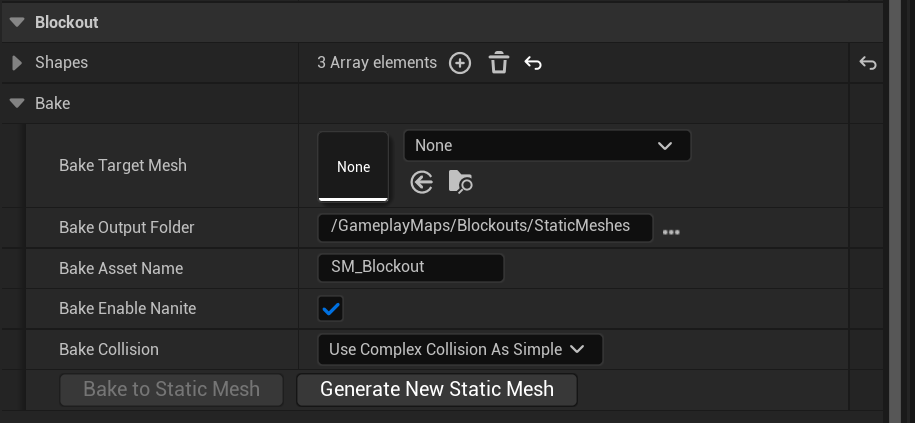 Blockout
Shapes 3 Array elements
Bake
Bake Target Mesh None None
Bake Output Folder /GameplayMaps/Blockouts/StaticMeshes ...
Bake Asset Name SM_Blockout
Bake Enable Nanite
Bake Collision Use Complex Collision As Simple
Bake to Static Mesh Generate New Static Mesh